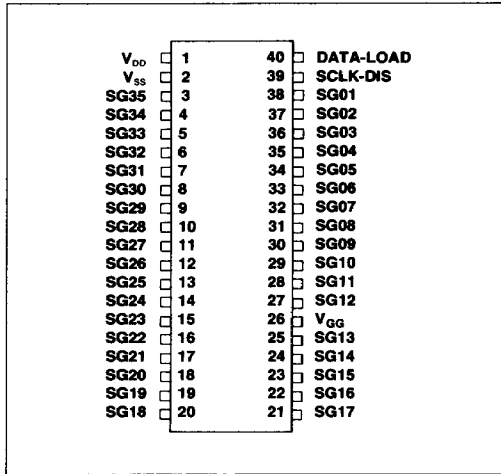 VDD 1 40 DATA-LOAD
VSS 2 39 SCLK-DIS
SG35 3 38 SG01
SG34 4 37 SG02
SG33 5 36 SG03
SG32 6 35 SG04
SG31 7 34 SG05
SG30 8 33 SG06
SG29 9 32 SG07
SG28 10 31 SG08
SG27 11 30 SG09
SG26 12 29 SG10
SG25 13 28 SG11
SG24 14 27 SG12
SG23 15 26 VGG
SG22 16 25 SG13
SG21 17 24 SG14
SG20 18 23 SG15
SG19 19 22 SG16
SG18 20 21 SG17